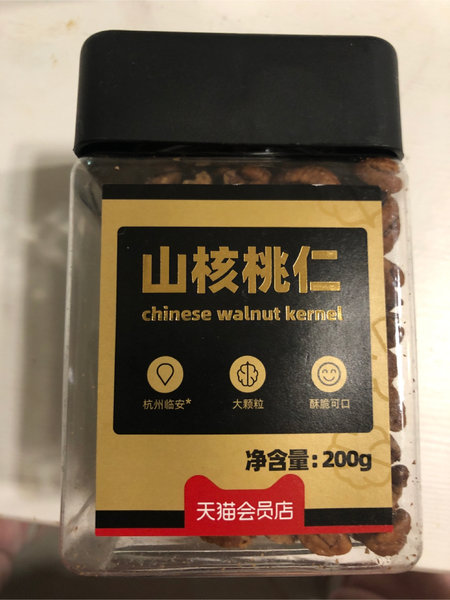 山核桃仁
chinese walnut kernel
杭州临安* 大颗粒 酥脆可口
净含量：200g
天猫会员店